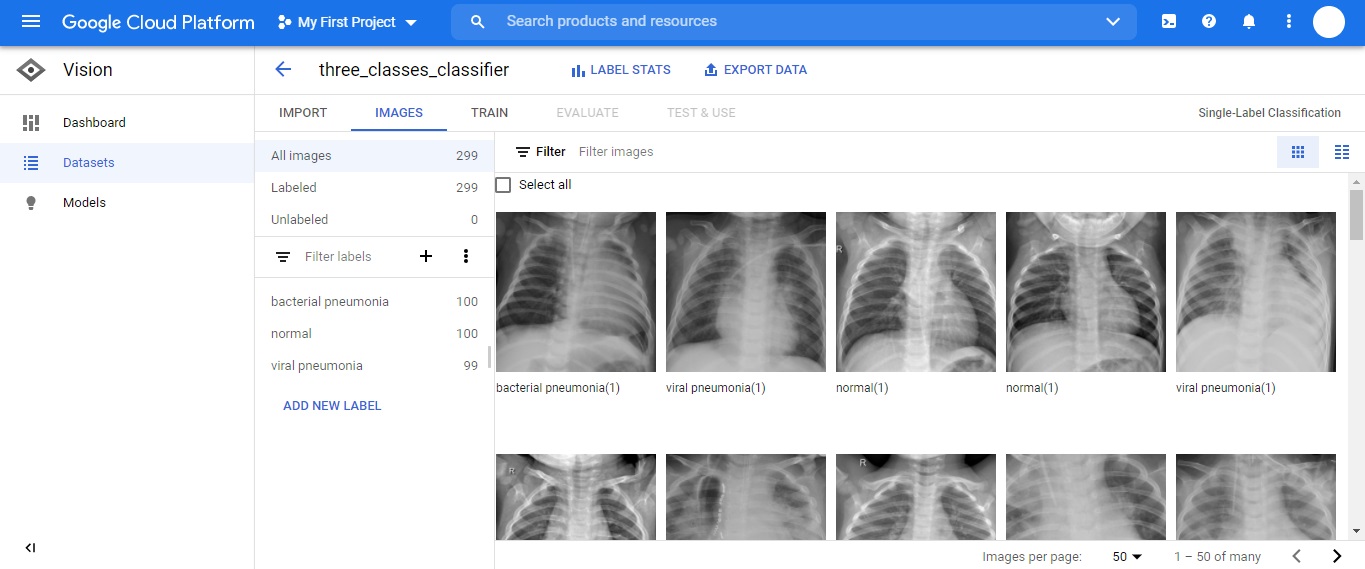 Google Cloud Platform
My First Project
Search products and resources
Vision
three_classes_classifier
LABEL STATS
EXPORT DATA
Dashboard
Datasets
Models
IMPORT
IMAGES
TRAIN
EVALUATE
TEST & USE
Single-Label Classification
All images 299
Labeled 299
Unlabeled 0
Filter labels
bacterial pneumonia 100
normal 100
viral pneumonia 99
ADD NEW LABEL
Filter Filter images
Select all
R
bacterial pneumonia(1)
viral pneumonia(1)
normal(1)
normal(1)
viral pneumonia(1)
R
R
Images per page: 50 1 – 50 of many